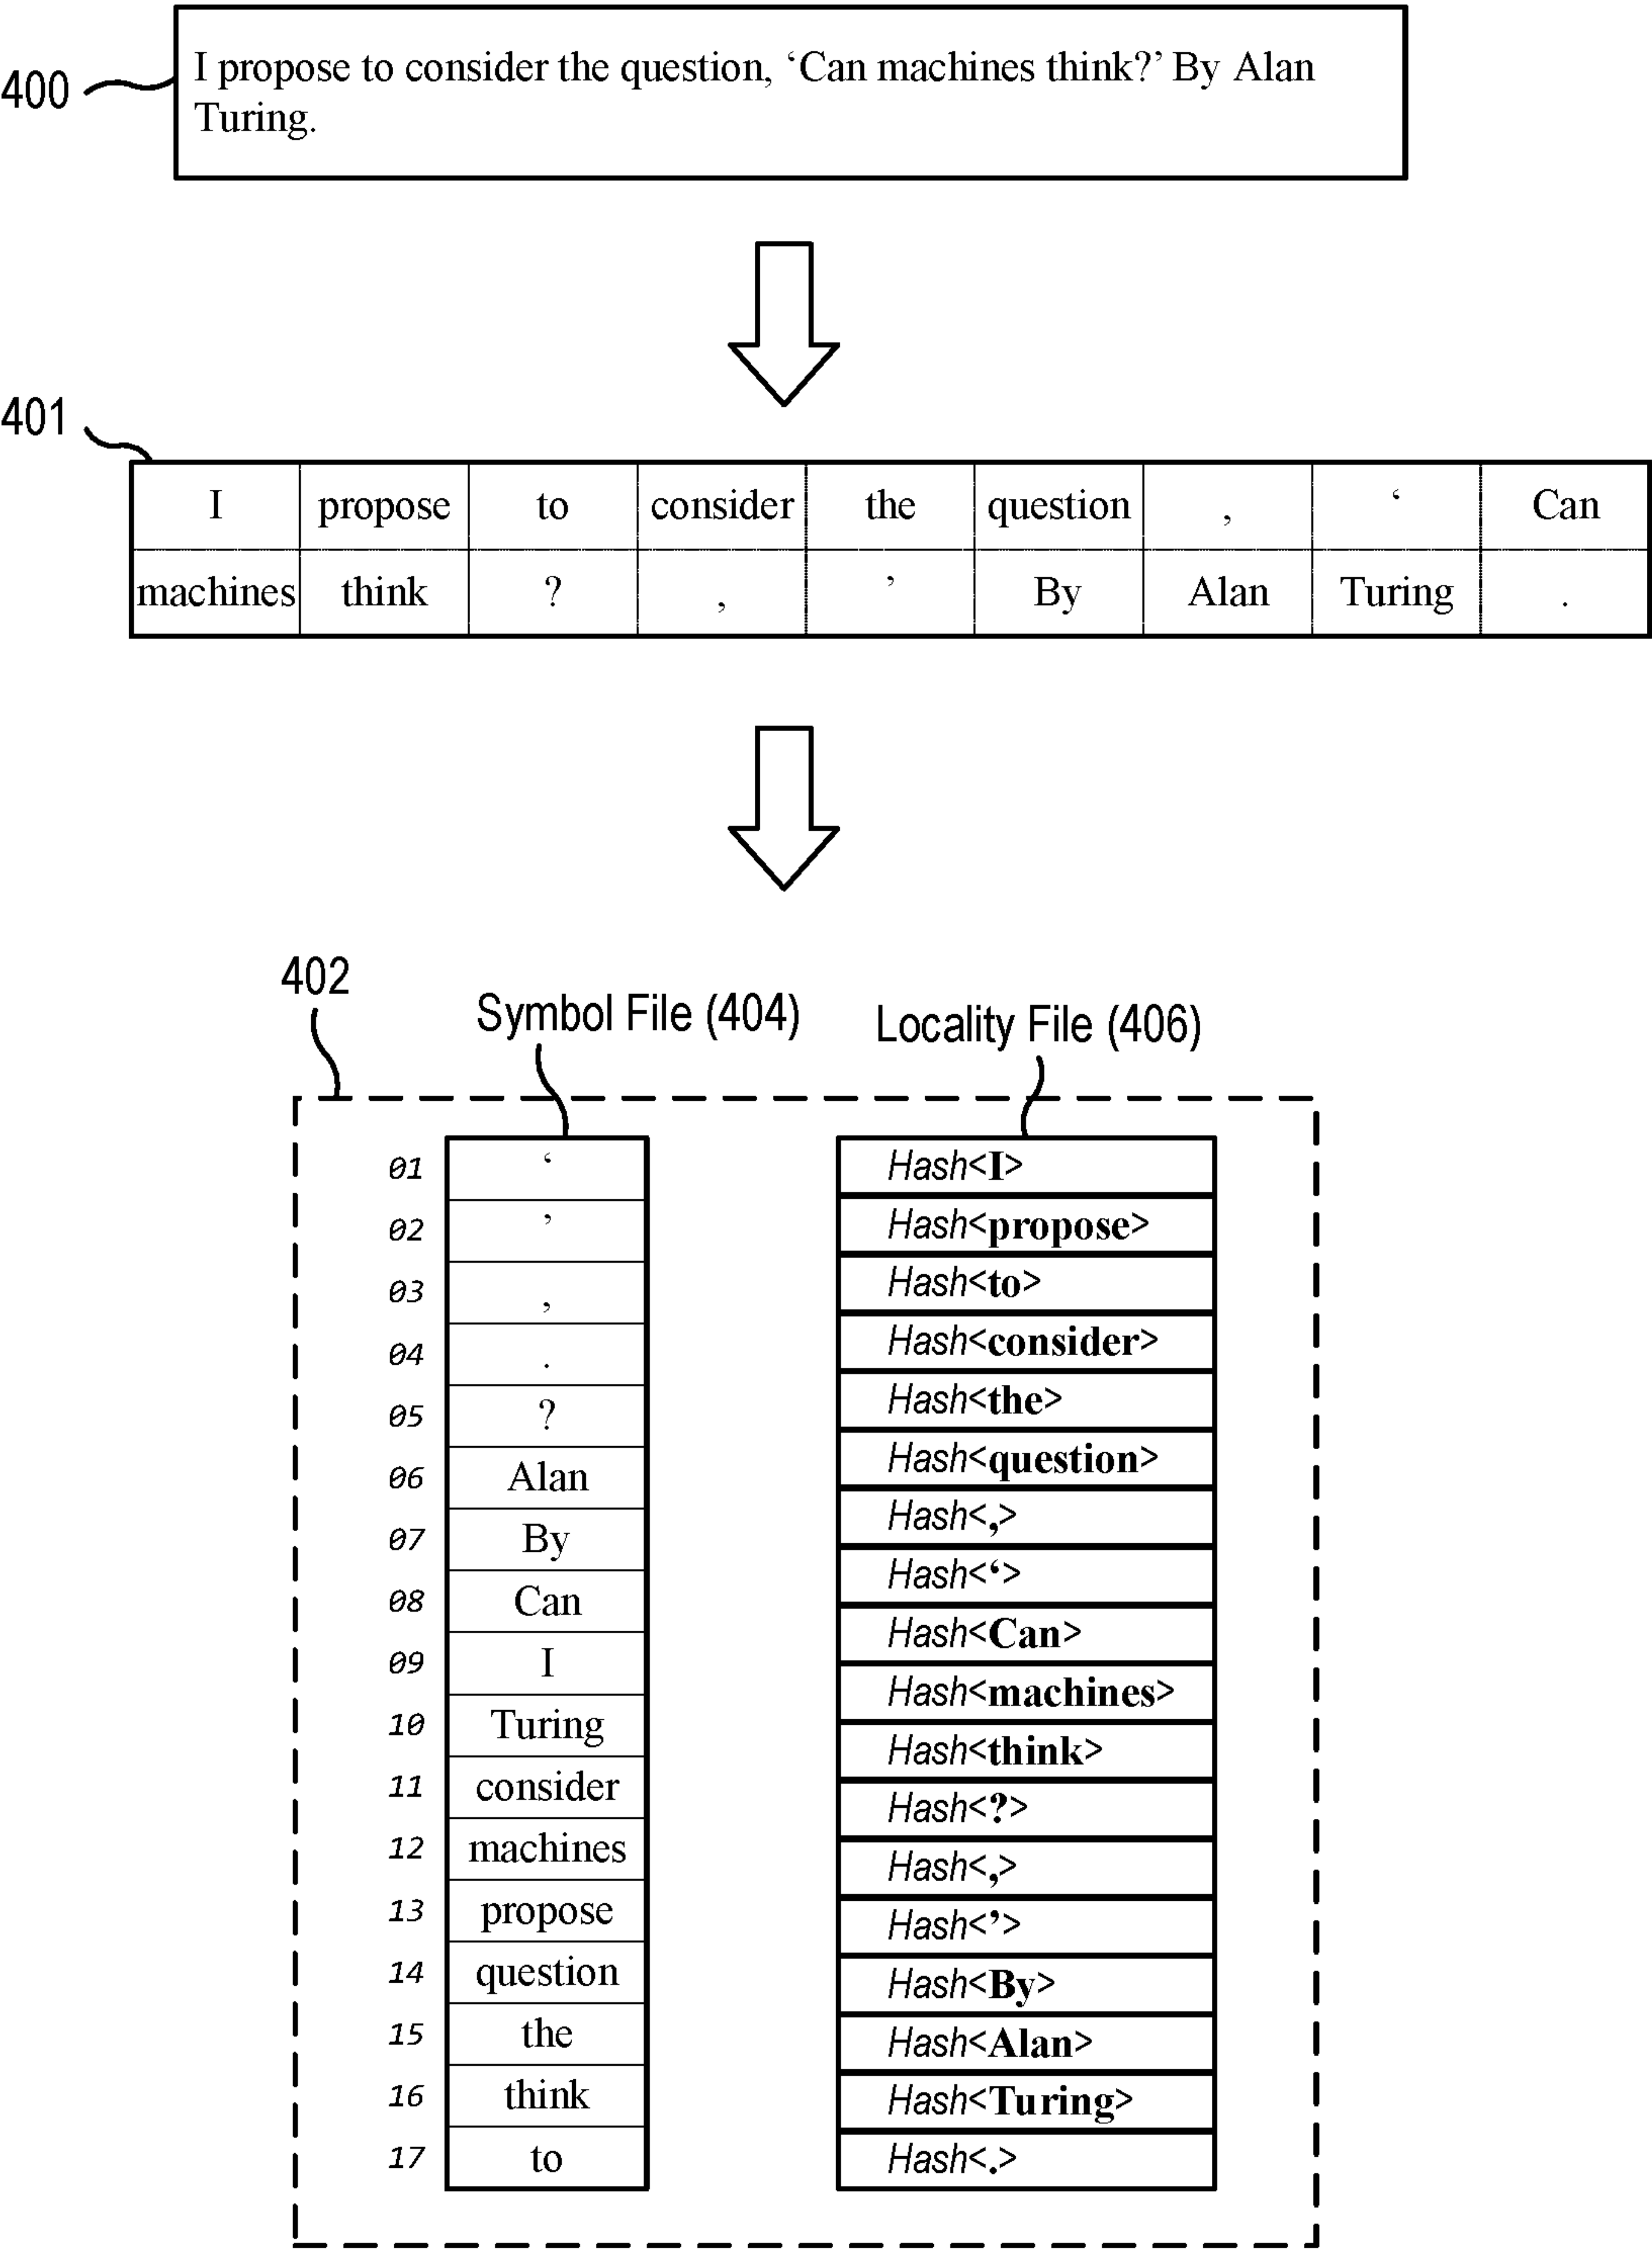 400
I propose to consider the question, ‘Can machines think?’ By Alan
Turing.
401
I propose to consider the question , ‘ Can
machines think ? , ’ By Alan Turing .
402
Symbol File (404)
Locality File (406)
01 ‘
02 ’
03 ,
04 .
05 ?
06 Alan
07 By
08 Can
09 I
10 Turing
11 consider
12 machines
13 propose
14 question
15 the
16 think
17 to
Hash<I>
Hash<propose>
Hash<to>
Hash<consider>
Hash<the>
Hash<question>
Hash<,>
Hash<‘>
Hash<Can>
Hash<machines>
Hash<think>
Hash<?>
Hash<,>
Hash<’>
Hash<By>
Hash<Alan>
Hash<Turing>
Hash<.>